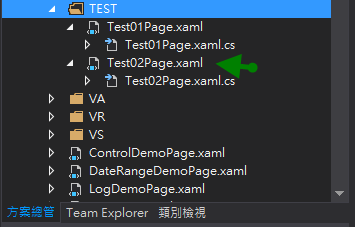 TEST
Test01Page.xaml
Test01Page.xaml.cs
Test02Page.xaml
Test02Page.xaml.cs
VA
VR
VS
ControlDemoPage.xaml
DateRangeDemoPage.xaml
LogDemoPage.xaml
方案總管 Team Explorer 類別檢視